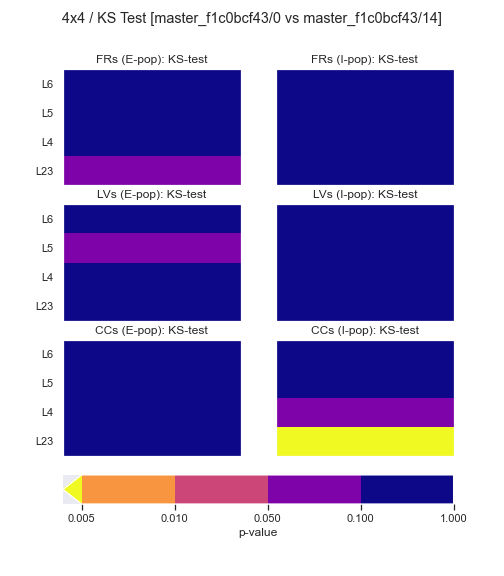 4x4 / KS Test [master_f1c0bcf43/0 vs master_f1c0bcf43/14]
FRs (E-pop): KS-test FRs (I-pop): KS-test
L6
L5
L4
L23
LVs (E-pop): KS-test LVs (I-pop): KS-test
L6
L5
L4
L23
CCs (E-pop): KS-test CCs (I-pop): KS-test
L6
L5
L4
L23
0.005 0.010 0.050 0.100 1.000
p-value